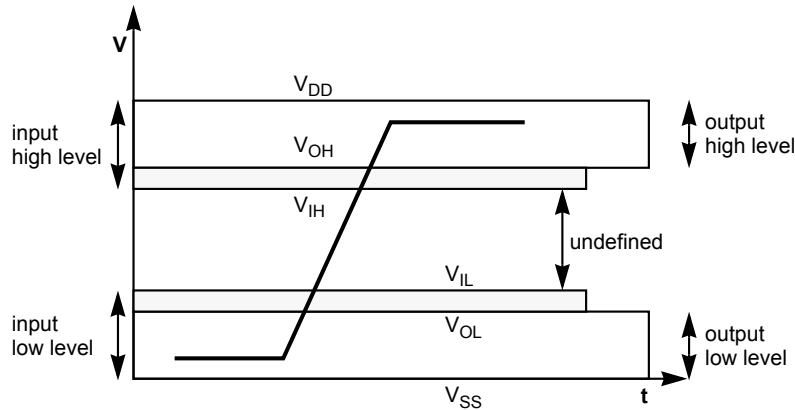 V
V_DD
input
high level
V_OH
output
high level
V_IH
undefined
V_IL
input
low level
V_OL
output
low level
V_SS
t